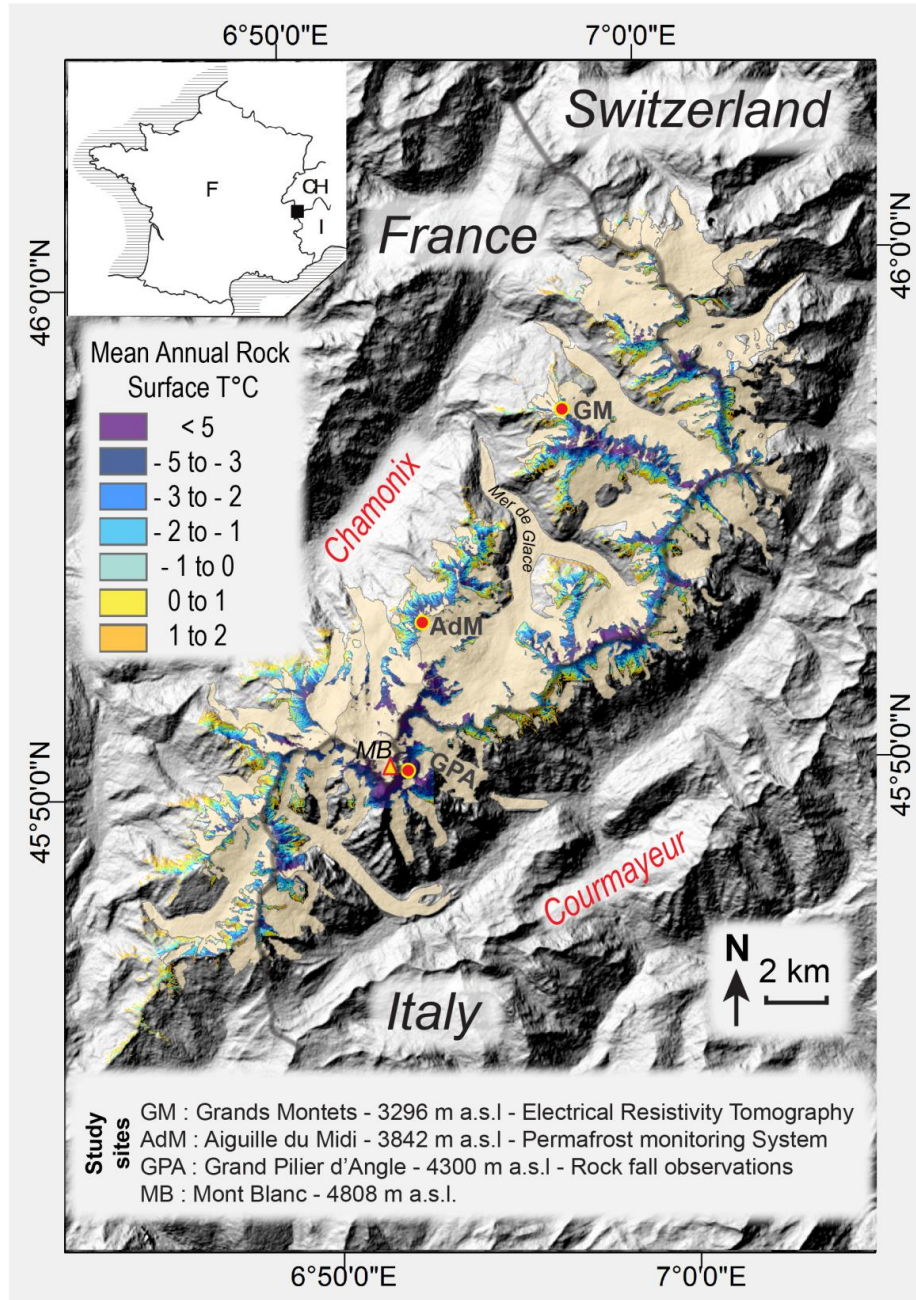 6°50'0"E
7°0'0"E
Switzerland
F
CH
I
France
46°0'0"N
46°0'0"N
Mean Annual Rock
Surface T°C
< 5
- 5 to - 3
- 3 to - 2
- 2 to - 1
- 1 to 0
0 to 1
1 to 2
GM
Chamonix
Mer de Glace
AdM
MB
GPA
45°50'0"N
45°50'0"N
Courmayeur
N
2 km
Italy
Study
sites
GM : Grands Montets - 3296 m a.s.l - Electrical Resistivity Tomography
AdM : Aiguille du Midi - 3842 m a.s.l - Permafrost monitoring System
GPA : Grand Pilier d'Angle - 4300 m a.s.l - Rock fall observations
MB : Mont Blanc - 4808 m a.s.l.
6°50'0"E
7°0'0"E